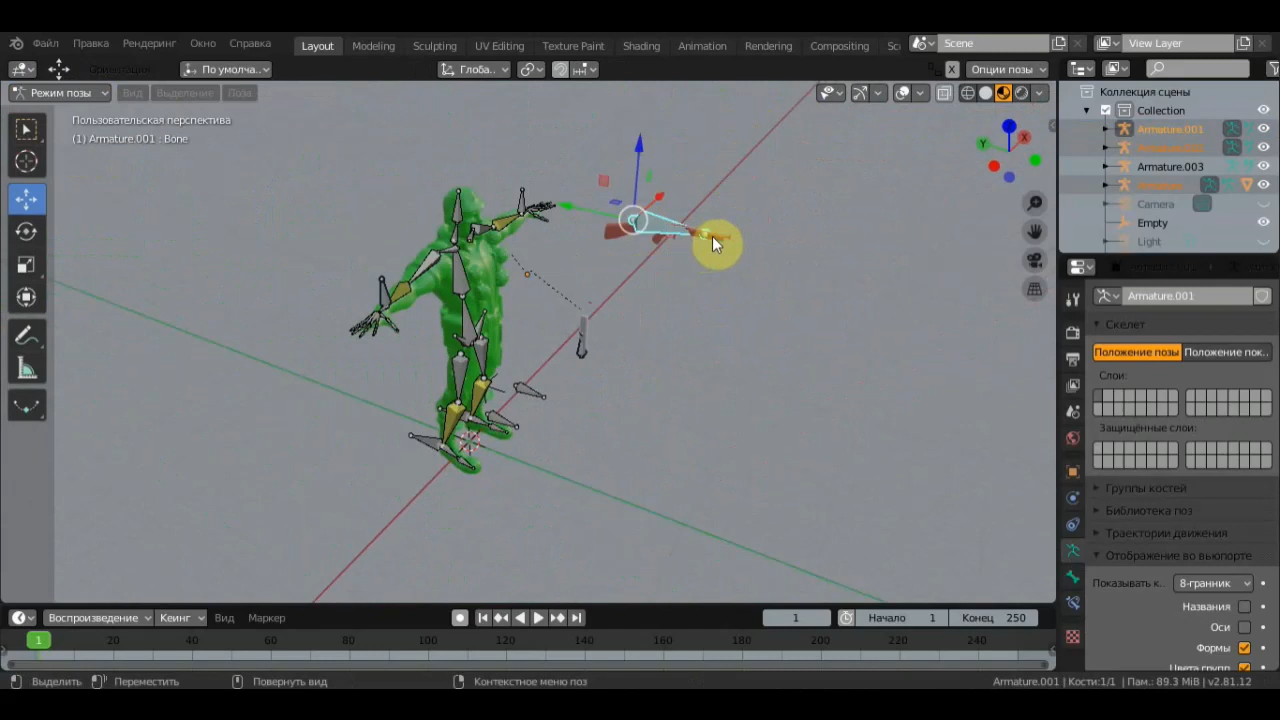 Файл Правка Рендеринг Окно Справка Layout Modeling Sculpting UV Editing Texture Paint Shading Animation Rendering Compositing Sc Scene View Layer
Ориентация По умолча.. Глоба.. X Опции позы
Режим позы Вид Выделение Поза
Пользовательская перспектива
(1) Armature.001 : Bone
Z
X
Y
Коллекция сцены
Collection
Armature.001
Armature.003
Camera
Empty
Light
Armature.001
Скелет
Положение позы Положение пок..
Слои:
Защищённые слои:
Группы костей
Библиотека поз
Траектории движения
Отображение во вьюпорте
Показывать к.. 8-гранник
Названия
Оси
Формы
Цвета групп
Воспроизведение Кеинг Вид Маркер 1 Начало 1 Конец 250
1 20 40 60 80 100 120 140 160 180 200 220 240
Выделить Переместить Повернуть вид Контекстное меню поз Armature.001 | Кости:1/1 | Пам.: 89.3 MiB | v2.81.12